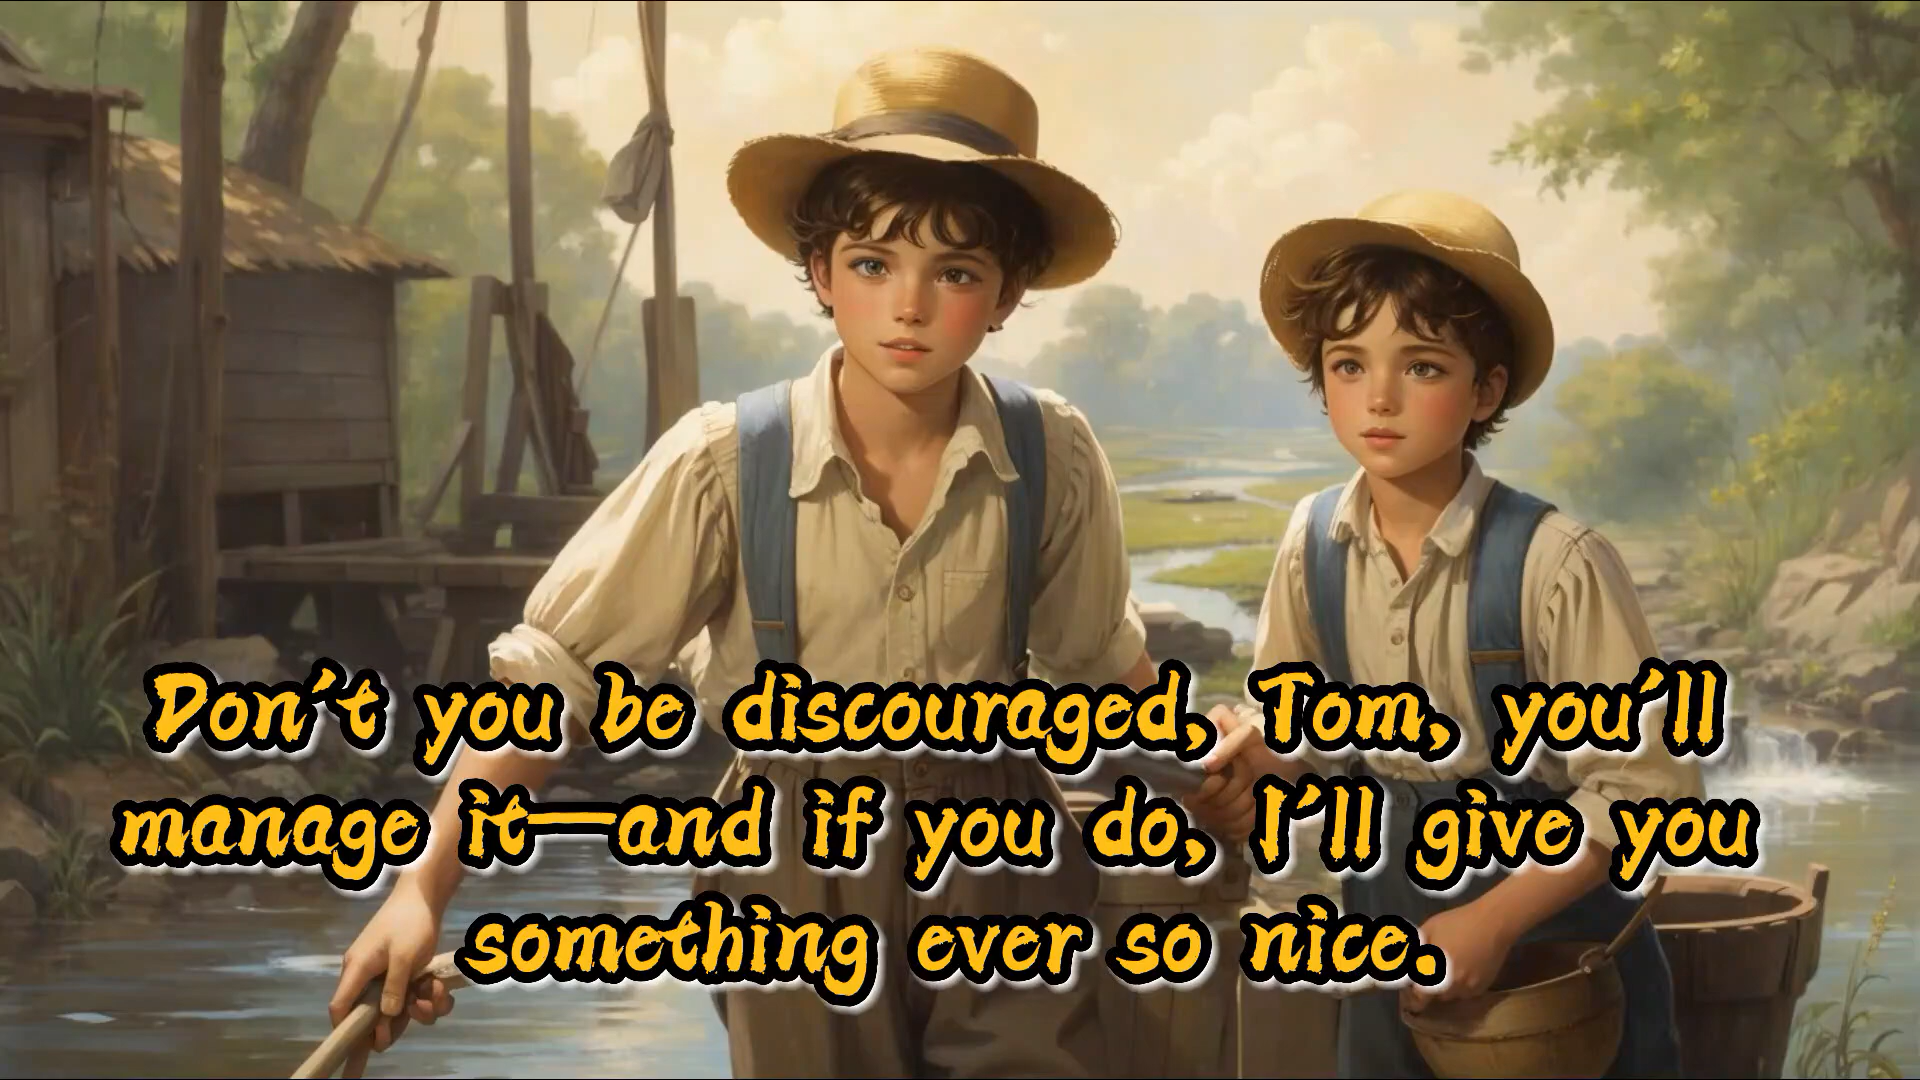 Don't you be discouraged, Tom, you'll
manage it—and if you do, I'll give you
something ever so nice.